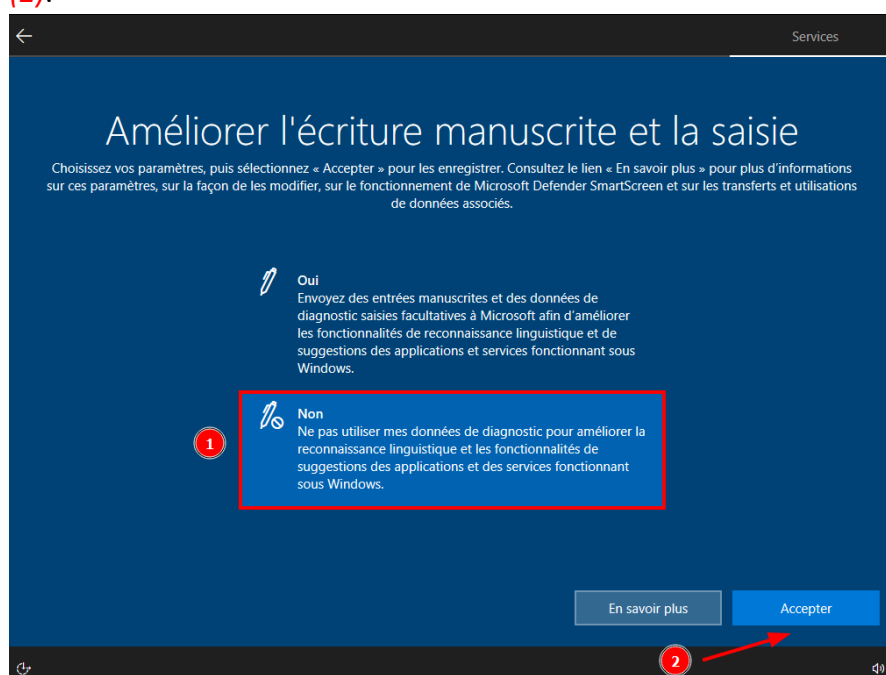 (2).
Services
Améliorer l'écriture manuscrite et la saisie
Choisissez vos paramètres, puis sélectionnez « Accepter » pour les enregistrer. Consultez le lien « En savoir plus » pour plus d'informations
sur ces paramètres, sur la façon de les modifier, sur le fonctionnement de Microsoft Defender SmartScreen et sur les transferts et utilisations
de données associés.
Oui
Envoyez des entrées manuscrites et des données de
diagnostic saisies facultatives à Microsoft afin d'améliorer
les fonctionnalités de reconnaissance linguistique et de
suggestions des applications et services fonctionnant sous
Windows.
1
Non
Ne pas utiliser mes données de diagnostic pour améliorer la
reconnaissance linguistique et les fonctionnalités de
suggestions des applications et des services fonctionnant
sous Windows.
En savoir plus
Accepter
2